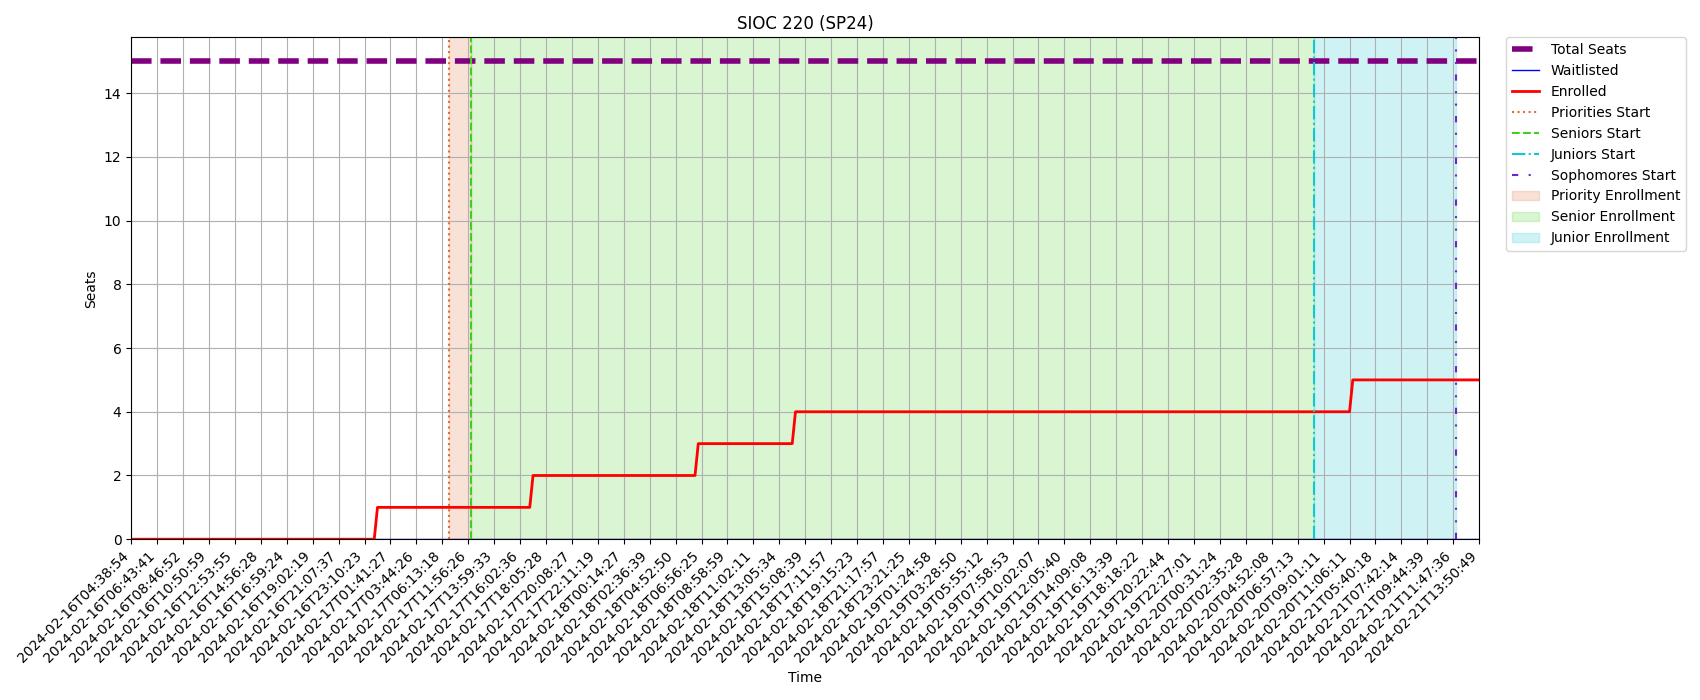 SIOC 220 (SP24)
Total Seats
Waitlisted
Enrolled
Priorities Start
Seniors Start
Juniors Start
Sophomores Start
Priority Enrollment
Senior Enrollment
Junior Enrollment
Seats
14
12
10
8
6
4
2
0
2024-02-16T04:38:54
2024-02-16T06:43:41
2024-02-16T08:46:52
2024-02-16T10:50:59
2024-02-16T12:53:55
2024-02-16T14:56:28
2024-02-16T16:59:24
2024-02-16T19:02:19
2024-02-16T21:07:37
2024-02-16T23:10:23
2024-02-17T01:41:27
2024-02-17T03:44:26
2024-02-17T06:13:18
2024-02-17T11:56:26
2024-02-17T13:59:33
2024-02-17T16:02:36
2024-02-17T18:05:28
2024-02-17T20:08:27
2024-02-17T22:11:19
2024-02-18T00:14:27
2024-02-18T02:36:39
2024-02-18T04:52:50
2024-02-18T06:56:25
2024-02-18T08:58:59
2024-02-18T11:02:11
2024-02-18T13:05:34
2024-02-18T15:08:39
2024-02-18T17:11:57
2024-02-18T19:15:23
2024-02-18T21:17:57
2024-02-18T23:21:25
2024-02-19T01:24:58
2024-02-19T03:28:50
2024-02-19T05:55:12
2024-02-19T07:58:53
2024-02-19T10:02:07
2024-02-19T12:05:40
2024-02-19T14:09:08
2024-02-19T16:13:39
2024-02-19T18:18:22
2024-02-19T20:22:44
2024-02-19T22:27:01
2024-02-20T00:31:24
2024-02-20T02:35:28
2024-02-20T04:52:08
2024-02-20T06:57:13
2024-02-20T09:01:11
2024-02-20T11:06:11
2024-02-21T05:40:18
2024-02-21T07:42:14
2024-02-21T09:44:39
2024-02-21T11:47:36
2024-02-21T13:50:49
Time